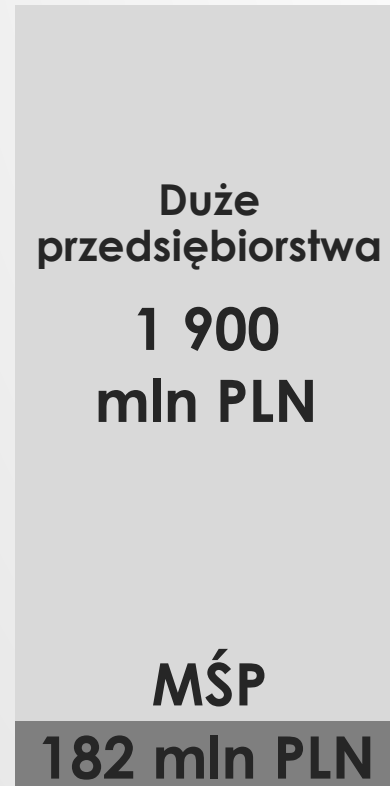 Duże
przedsiębiorstwa
1 900
mln PLN
MŚP
182 mln PLN